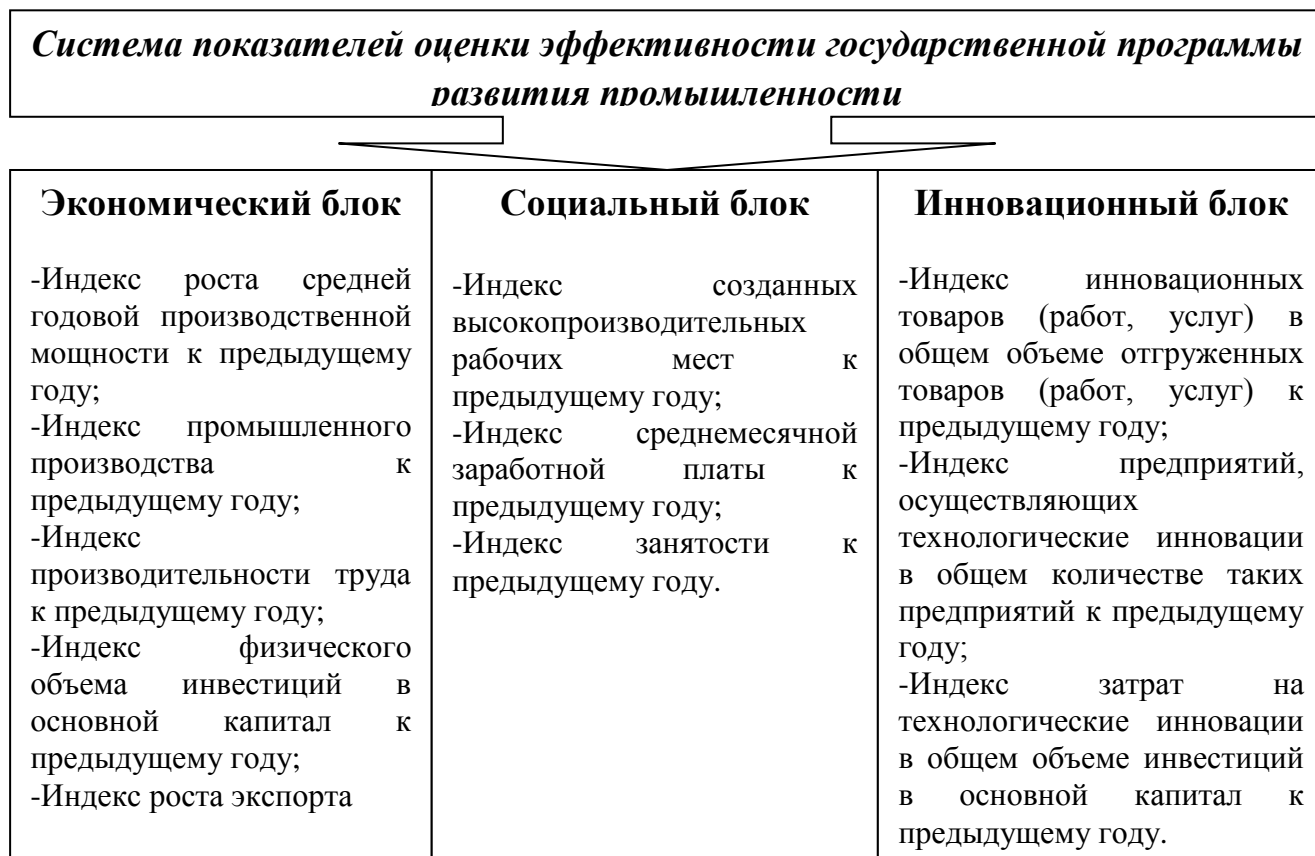 Система показателей оценки эффективности государственной программы
развития промышленности
Экономический блок
-Индекс роста средней
годовой производственной
мощности к предыдущему
году;
-Индекс промышленного
производства к
предыдущему году;
-Индекс
производительности труда
к предыдущему году;
-Индекс физического
объема инвестиций в
основной капитал к
предыдущему году;
-Индекс роста экспорта
Социальный блок
-Индекс созданных
высокопроизводительных
рабочих мест к
предыдущему году;
-Индекс среднемесячной
заработной платы к
предыдущему году;
-Индекс занятости к
предыдущему году.
Инновационный блок
-Индекс инновационных
товаров (работ, услуг) в
общем объеме отгруженных
товаров (работ, услуг) к
предыдущему году;
-Индекс предприятий,
осуществляющих
технологические инновации
в общем количестве таких
предприятий к предыдущему
году;
-Индекс затрат на
технологические инновации
в общем объеме инвестиций
в основной капитал к
предыдущему году.